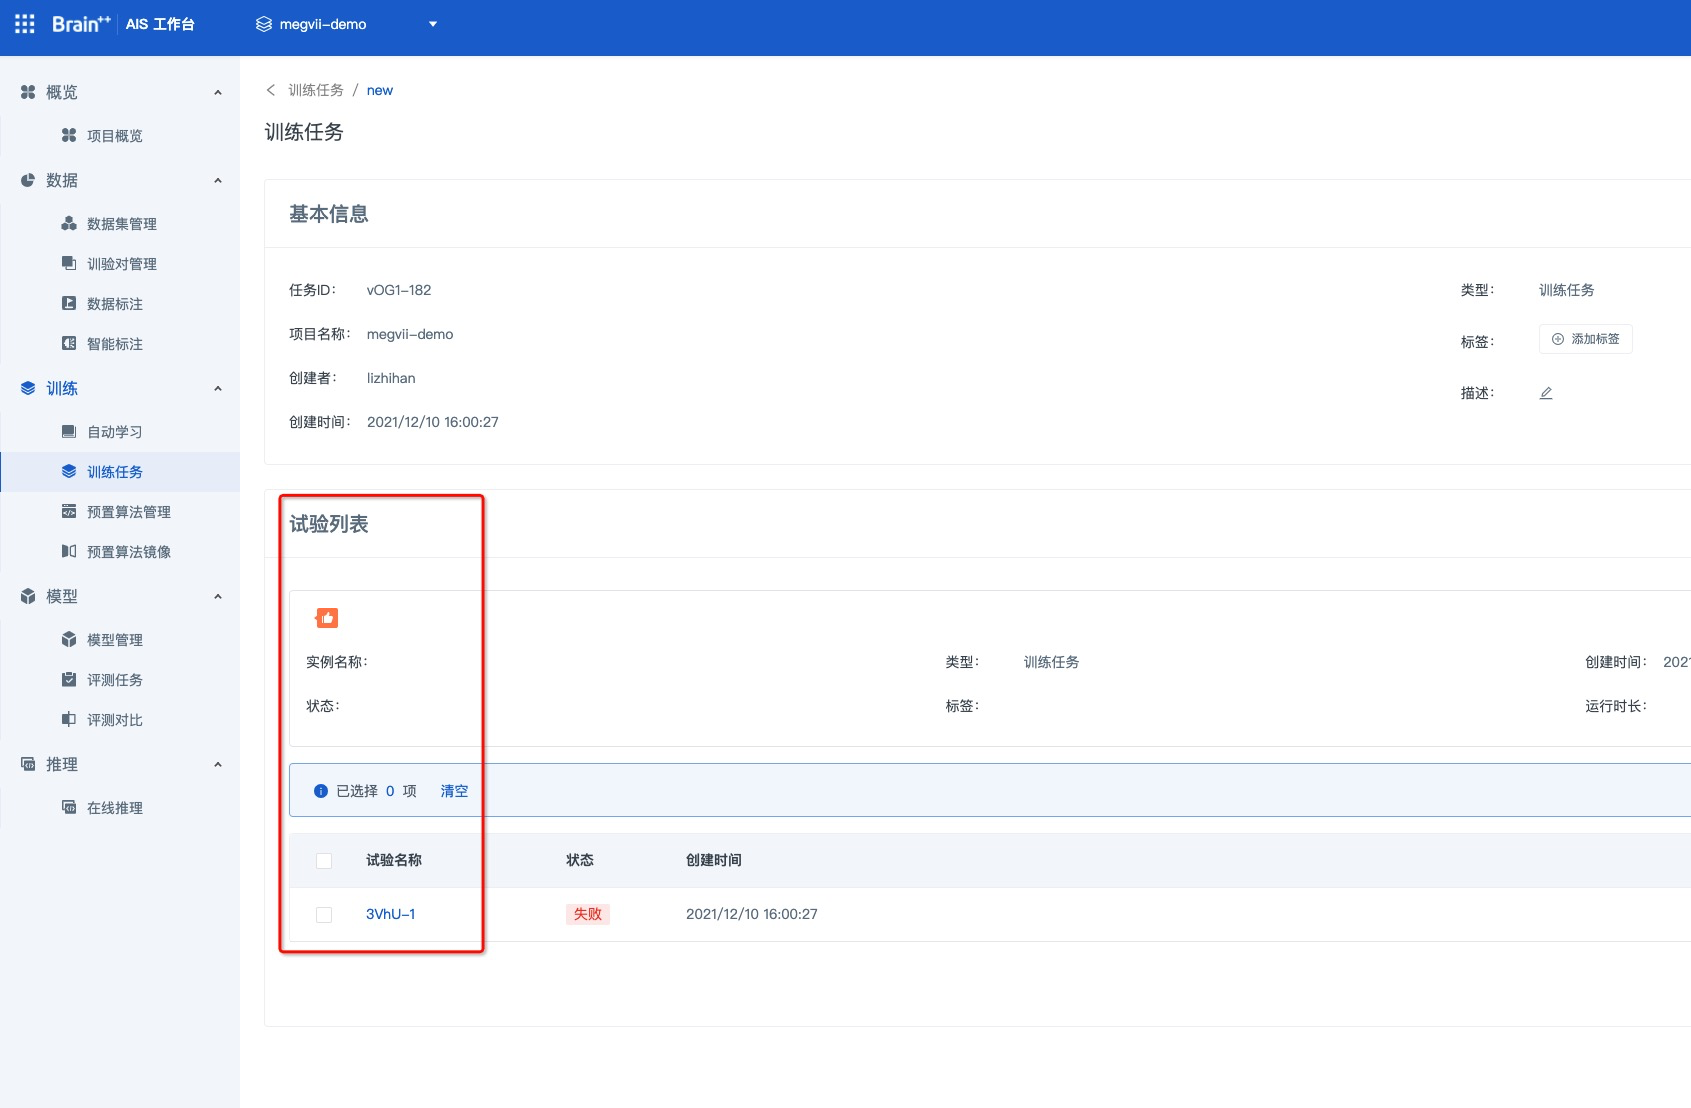 Brain++ AIS 工作台 megvii-demo
概览
项目概览
数据
数据集管理
训验对管理
数据标注
智能标注
训练
自动学习
训练任务
预置算法管理
预置算法镜像
模型
模型管理
评测任务
评测对比
推理
在线推理
训练任务 / new
训练任务
基本信息
任务ID： vOG1-182 类型： 训练任务
项目名称： megvii-demo 标签： 添加标签
创建者： lizhihan 描述：
创建时间： 2021/12/10 16:00:27
试验列表
实例名称： 类型： 训练任务 创建时间：
状态： 标签： 运行时长：
已选择 0 项 清空
试验名称 状态 创建时间
3VhU-1 失败 2021/12/10 16:00:27